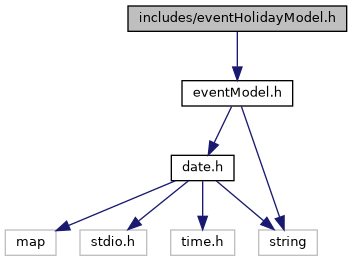 includes/eventHolidayModel.h
eventModel.h
date.h
map
stdio.h
time.h
string